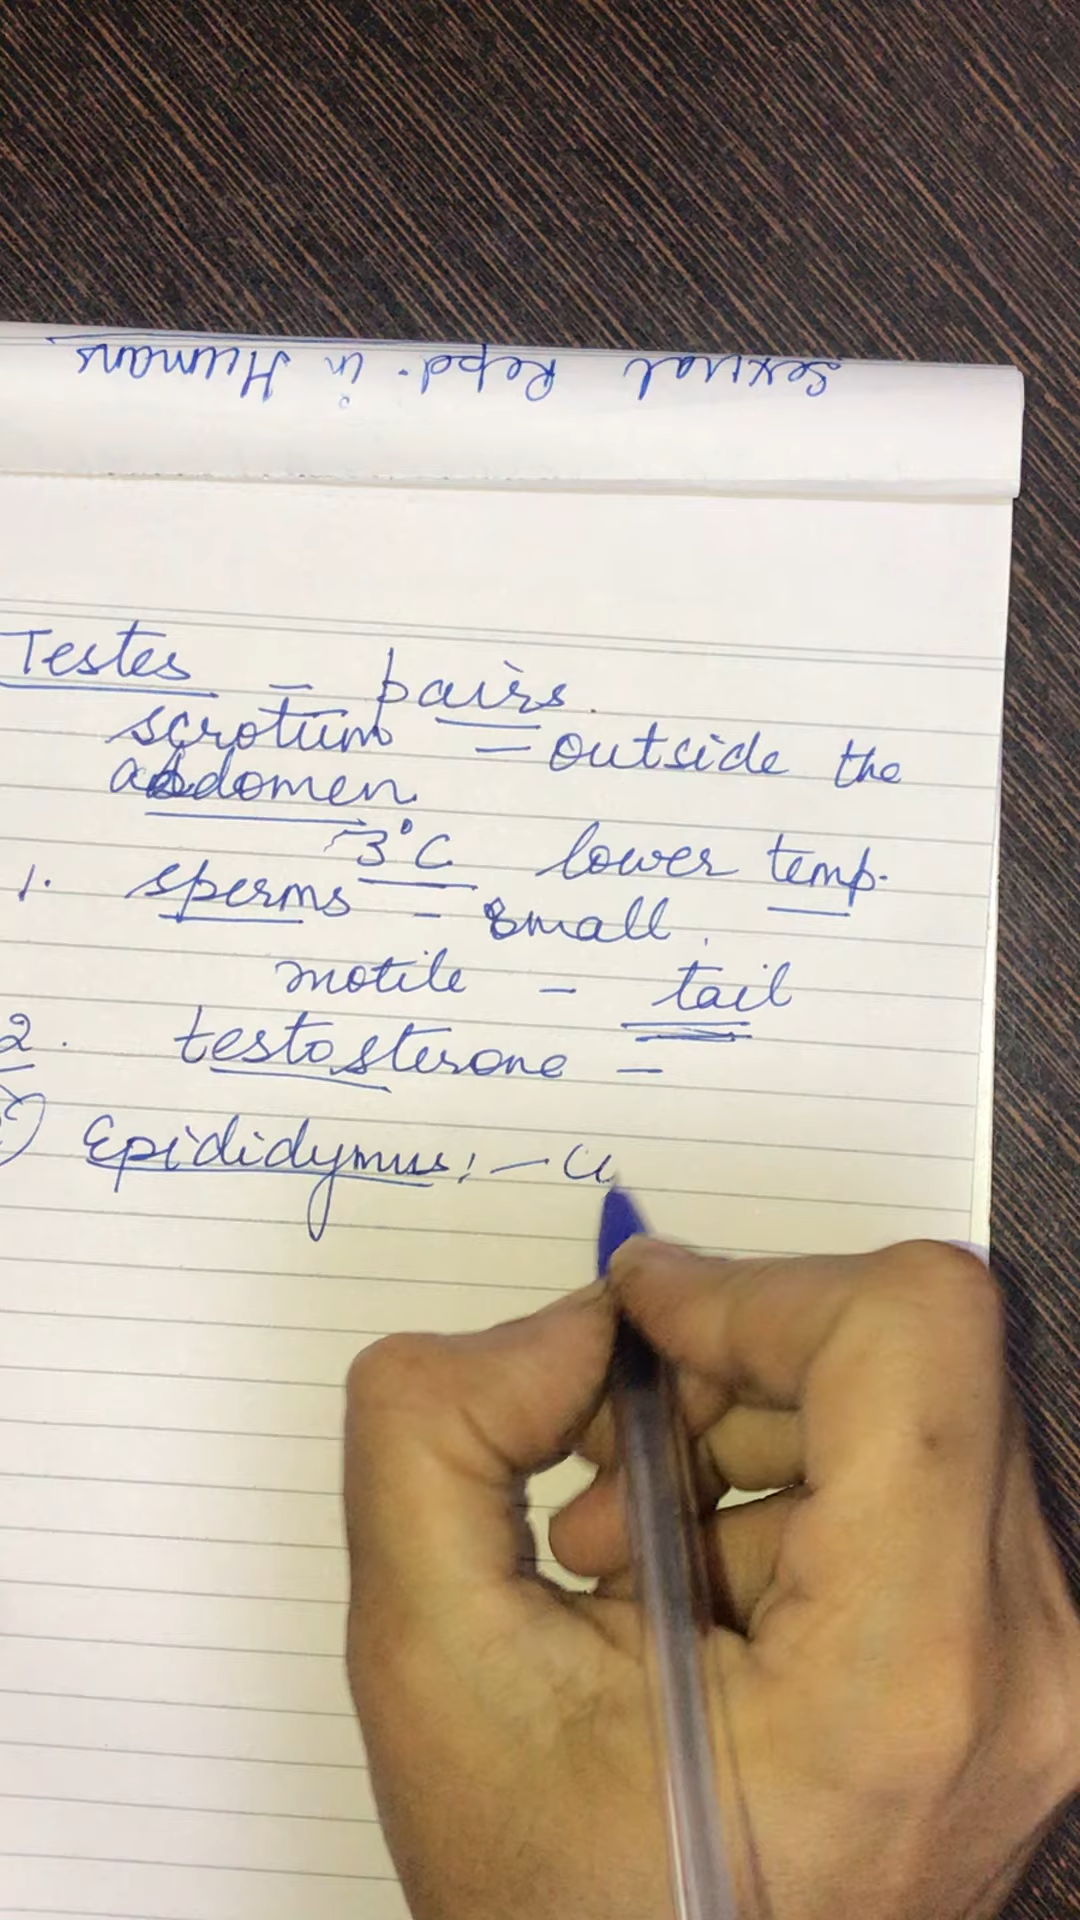 Sexual Repd. in Humans
Testes - pairs.
scrotum - outside the
abdomen.
3°C lower temp.
1. sperms - small.
motile - tail
2. testosterone -
Epididymus: -